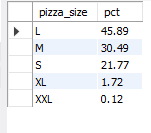 pizza_size pct
L 45.89
M 30.49
S 21.77
XL 1.72
XXL 0.12